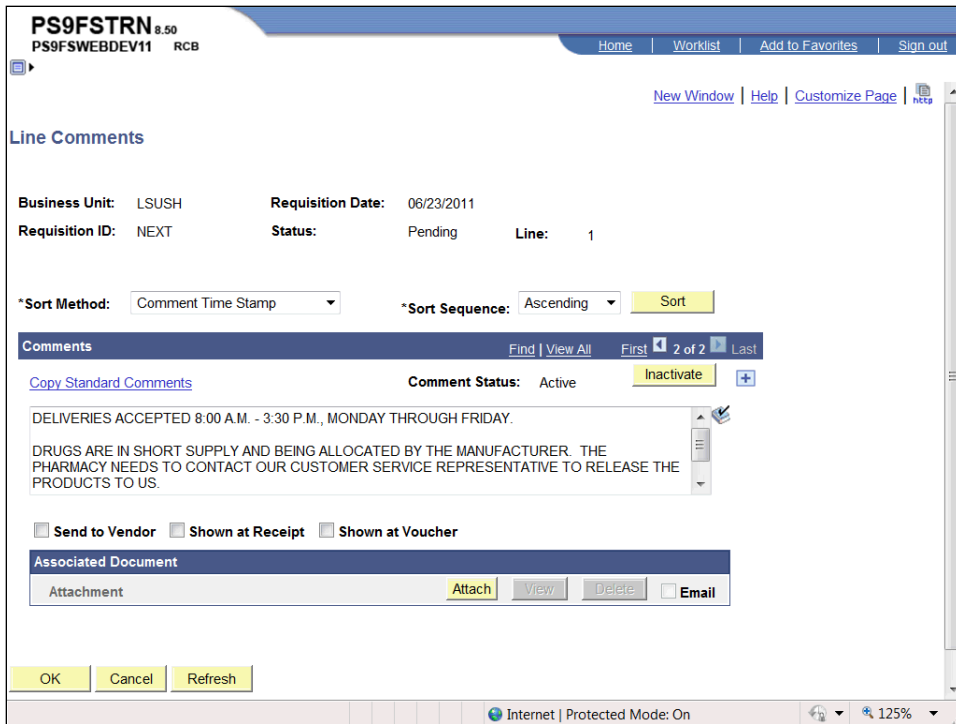 PS9FSTRN 8.50
PS9FSWEBDEV11 RCB
Home | Worklist | Add to Favorites | Sign out
New Window | Help | Customize Page | http
Line Comments
Business Unit: LSUSH Requisition Date: 06/23/2011
Requisition ID: NEXT Status: Pending Line: 1
*Sort Method: Comment Time Stamp *Sort Sequence: Ascending Sort
Comments Find | View All First 2 of 2 Last
Copy Standard Comments Comment Status: Active Inactivate
DELIVERIES ACCEPTED 8:00 A.M. - 3:30 P.M., MONDAY THROUGH FRIDAY.
DRUGS ARE IN SHORT SUPPLY AND BEING ALLOCATED BY THE MANUFACTURER. THE
PHARMACY NEEDS TO CONTACT OUR CUSTOMER SERVICE REPRESENTATIVE TO RELEASE THE
PRODUCTS TO US.
Send to Vendor Shown at Receipt Shown at Voucher
Associated Document
Attachment Attach View Delete Email
OK Cancel Refresh
Internet | Protected Mode: On 125%